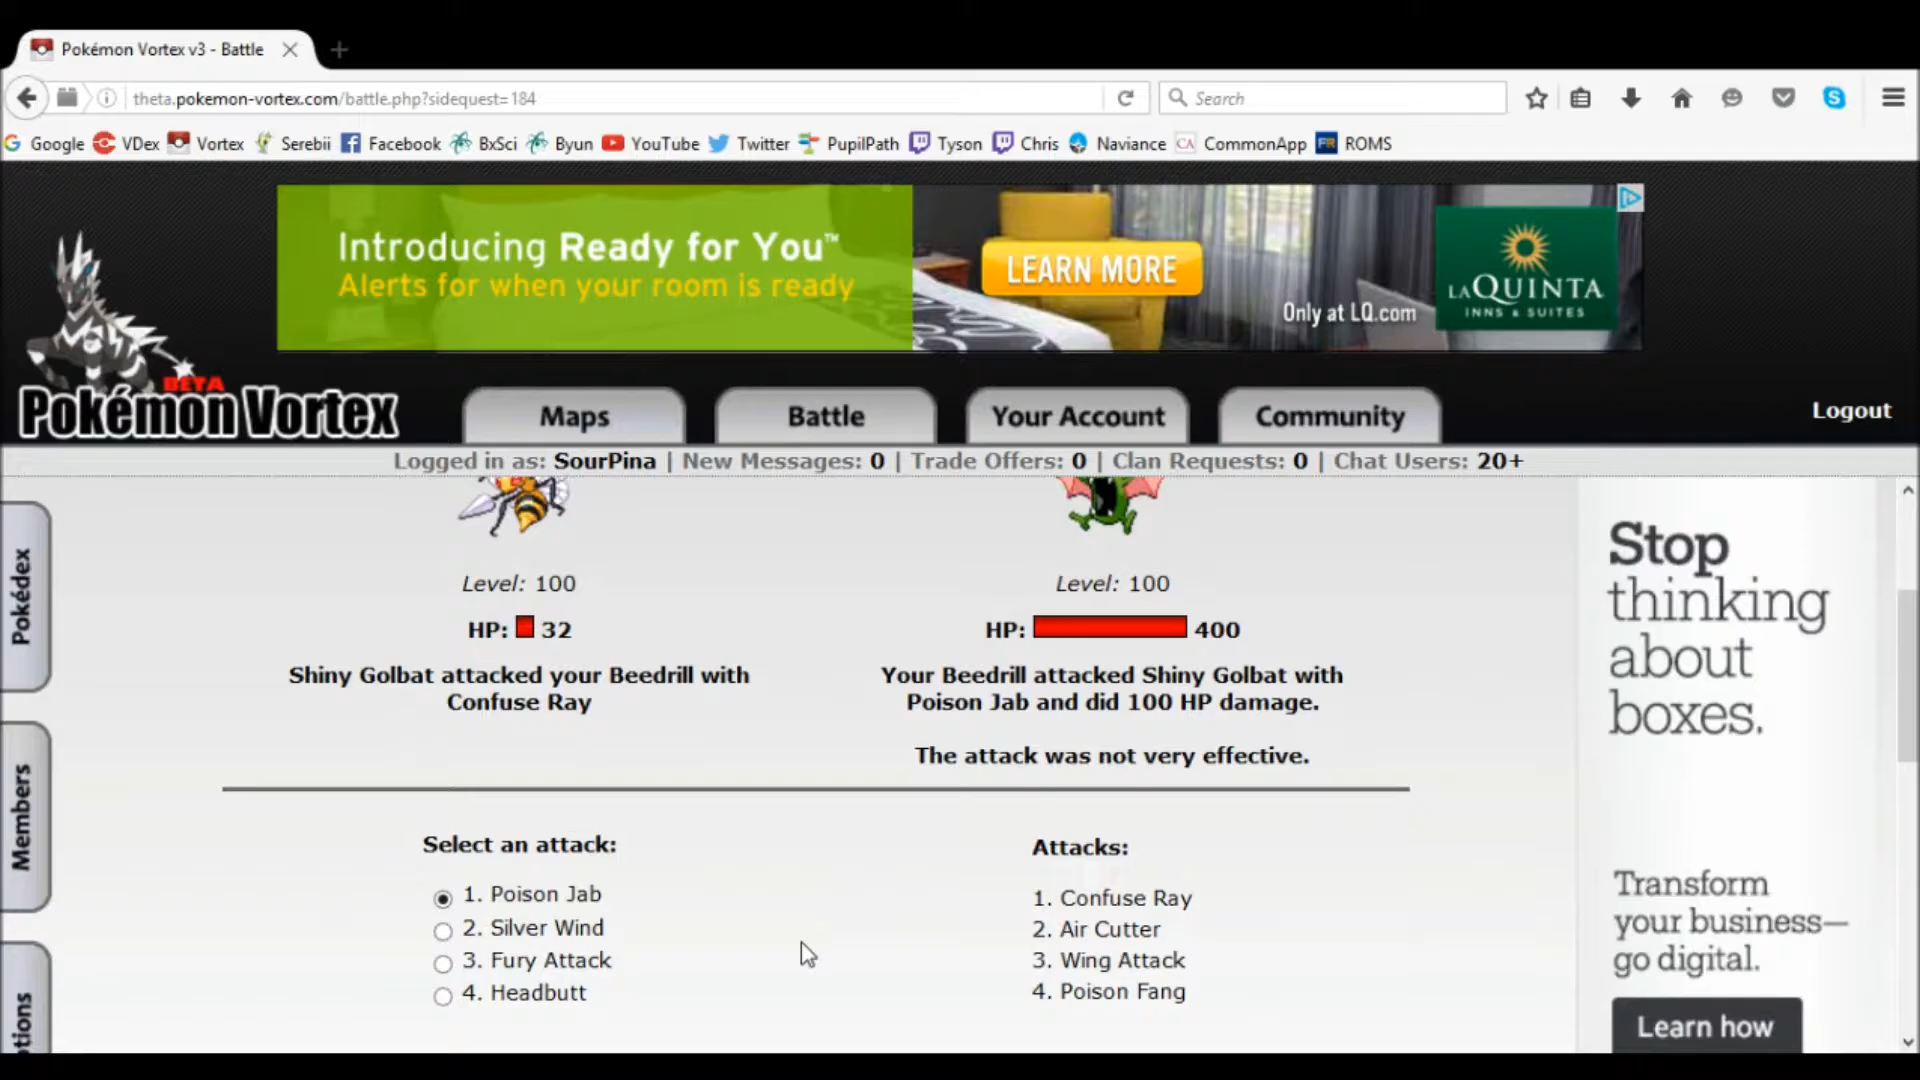 Pokémon Vortex v3 - Battle
theta.pokemon-vortex.com/battle.php?sidequest=184
Search
Google VDex Vortex Serebii Facebook BxSci Byun YouTube Twitter PupilPath Tyson Chris Naviance CA CommonApp FR ROMS
Introducing Ready for You™
Alerts for when your room is ready
LEARN MORE
Only at LQ.com
LAQUINTA
INNS & SUITES
BETA
Pokémon Vortex
Maps
Battle
Your Account
Community
Logout
Logged in as: SourPina | New Messages: 0 | Trade Offers: 0 | Clan Requests: 0 | Chat Users: 20+
Pokédex
Members
tions
Level: 100
HP: 32
Shiny Golbat attacked your Beedrill with
Confuse Ray
Level: 100
HP: 400
Your Beedrill attacked Shiny Golbat with
Poison Jab and did 100 HP damage.
The attack was not very effective.
Select an attack:
1. Poison Jab
2. Silver Wind
3. Fury Attack
4. Headbutt
Attacks:
1. Confuse Ray
2. Air Cutter
3. Wing Attack
4. Poison Fang
Stop
thinking
about
boxes.
Transform
your business—
go digital.
Learn how